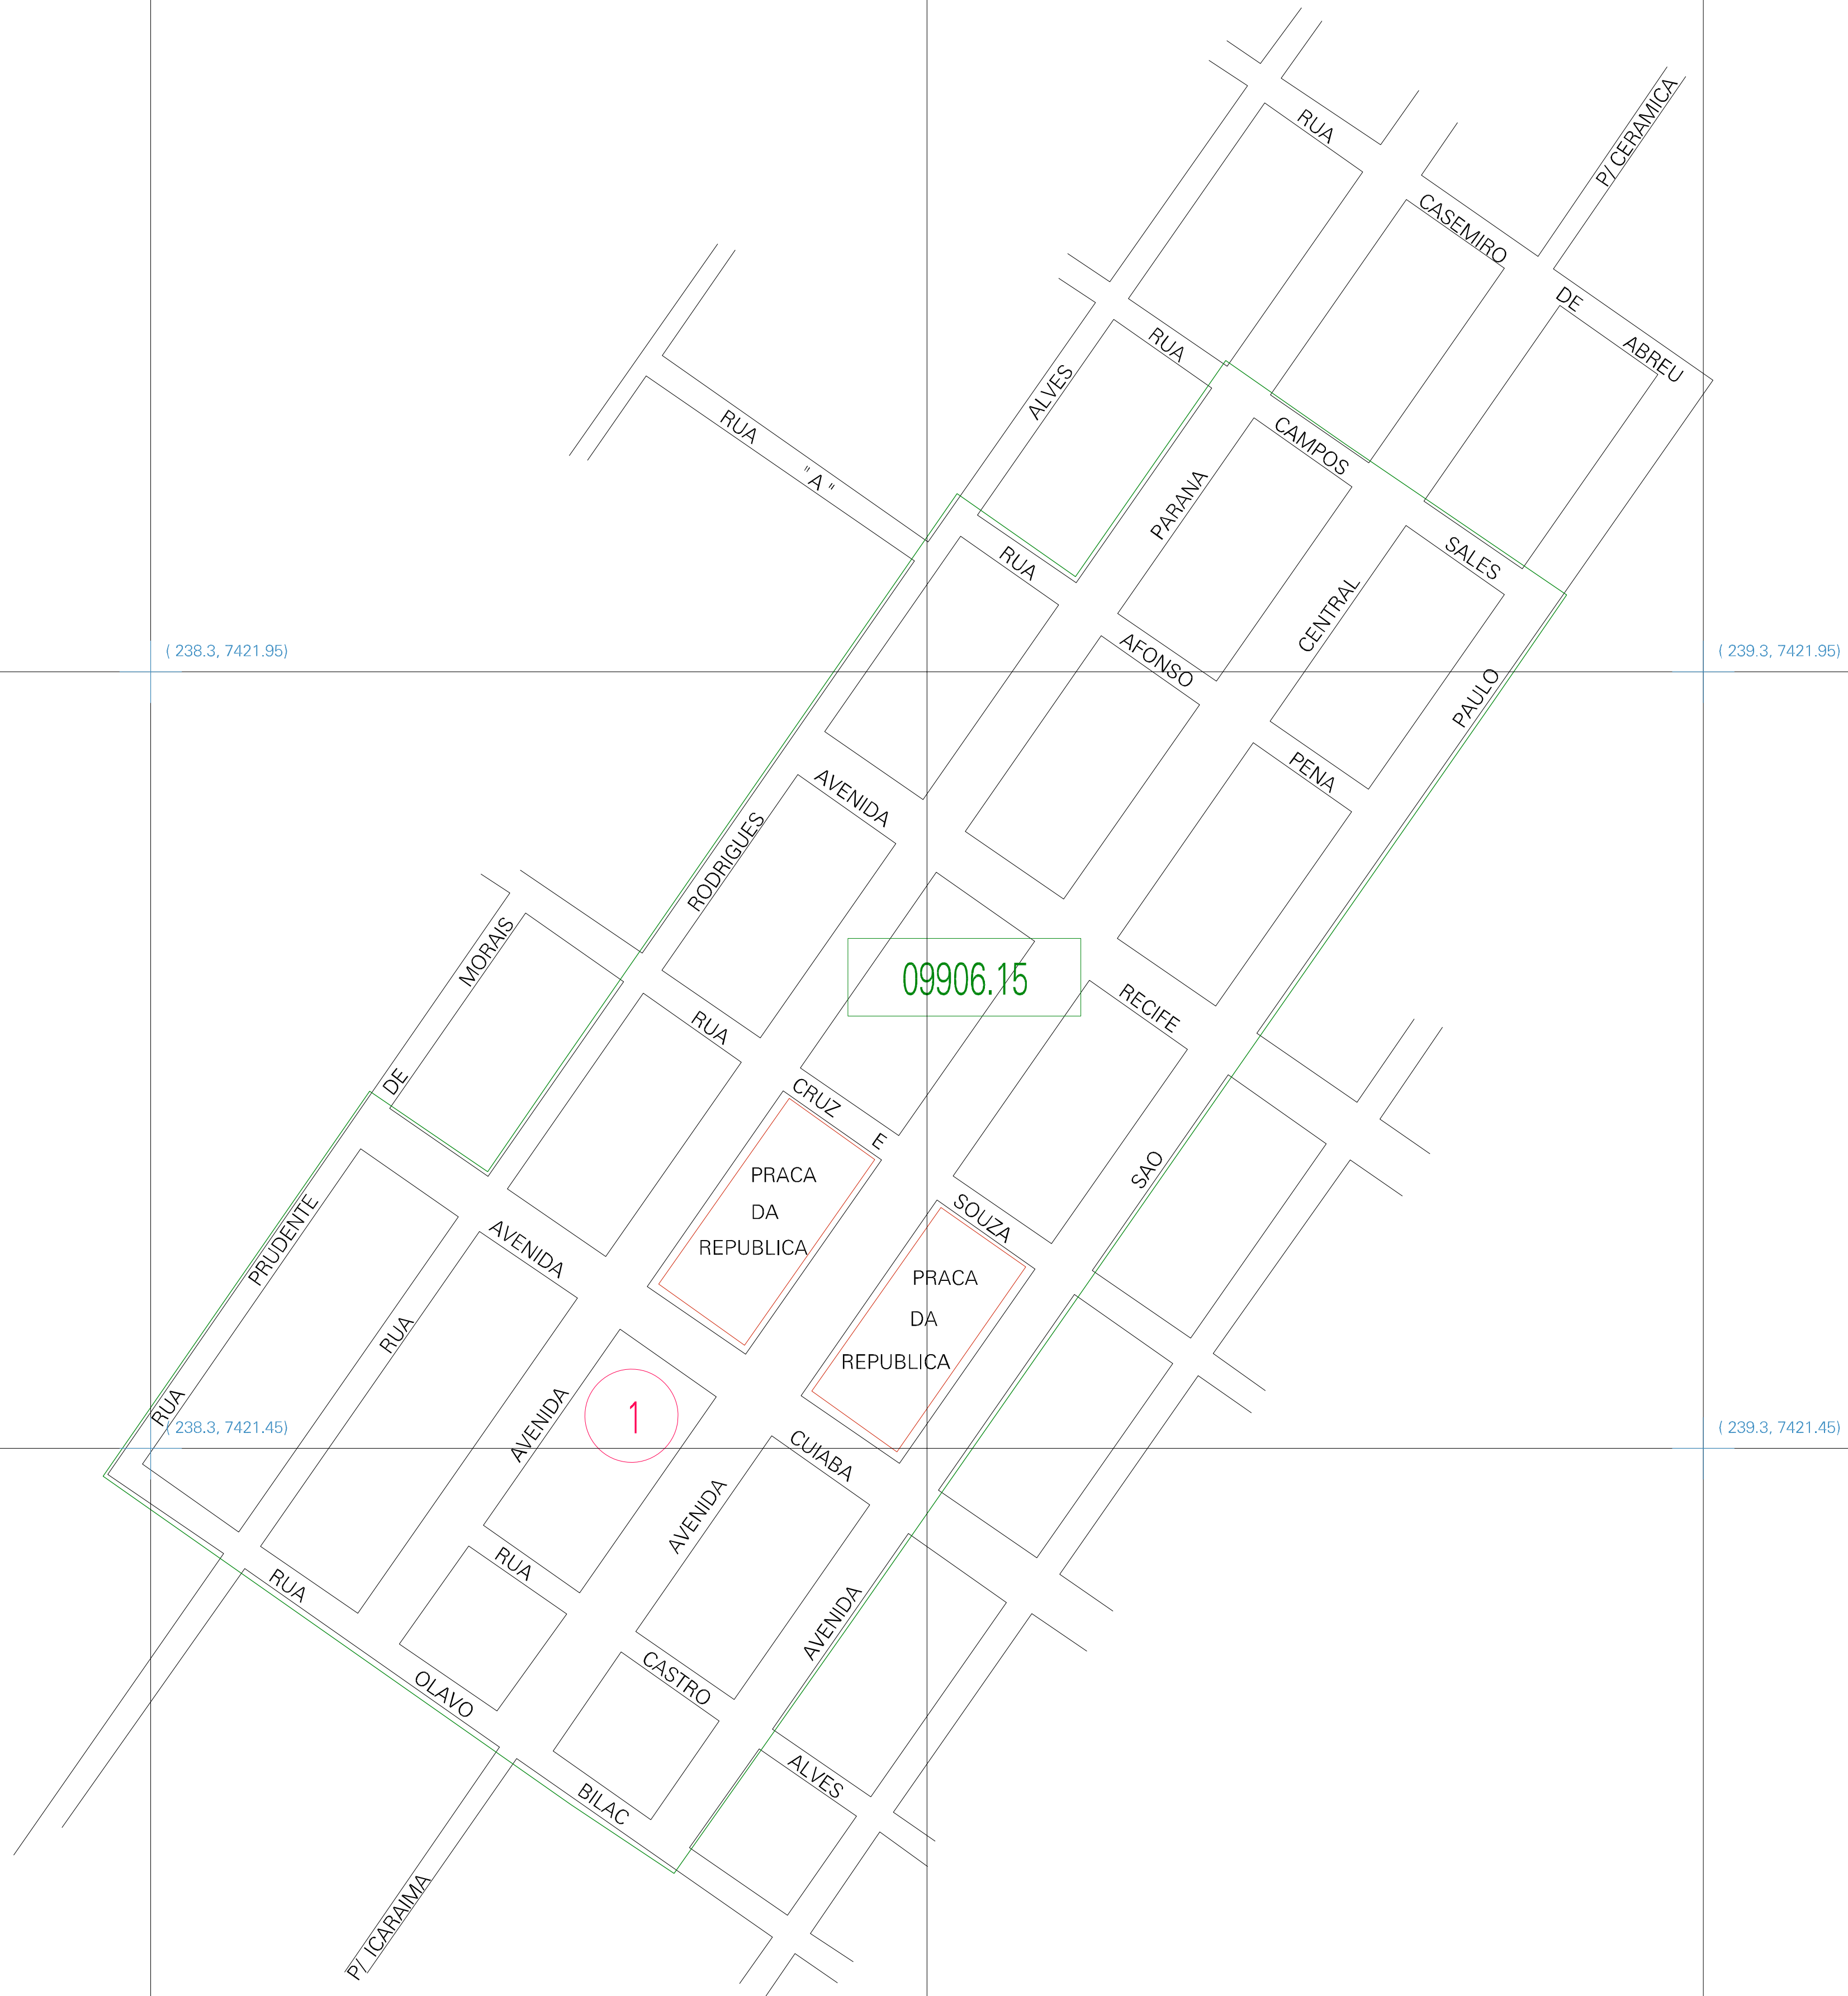 P/ CERAMICA
RUA
CASEMIRO
DE
ABREU
RUA
CAMPOS
SALES
ALVES
RUA
"A"
PARANA
RUA
AFONSO
PENA
CENTRAL
( 238.3, 7421.95)
( 239.3, 7421.95)
PAULO
AVENIDA
RECIFE
RODRIGUES
MORAIS
DE
09906.15
RUA
CRUZ
E
SOUZA
PRACA
DA
REPUBLICA
SAO
PRACA
DA
REPUBLICA
PRUDENTE
AVENIDA
CUIABA
RUA
RUA
AVENIDA
1
( 238.3, 7421.45)
( 239.3, 7421.45)
AVENIDA
RUA
CASTRO
ALVES
AVENIDA
RUA
OLAVO
BILAC
P/ ICARAIMA